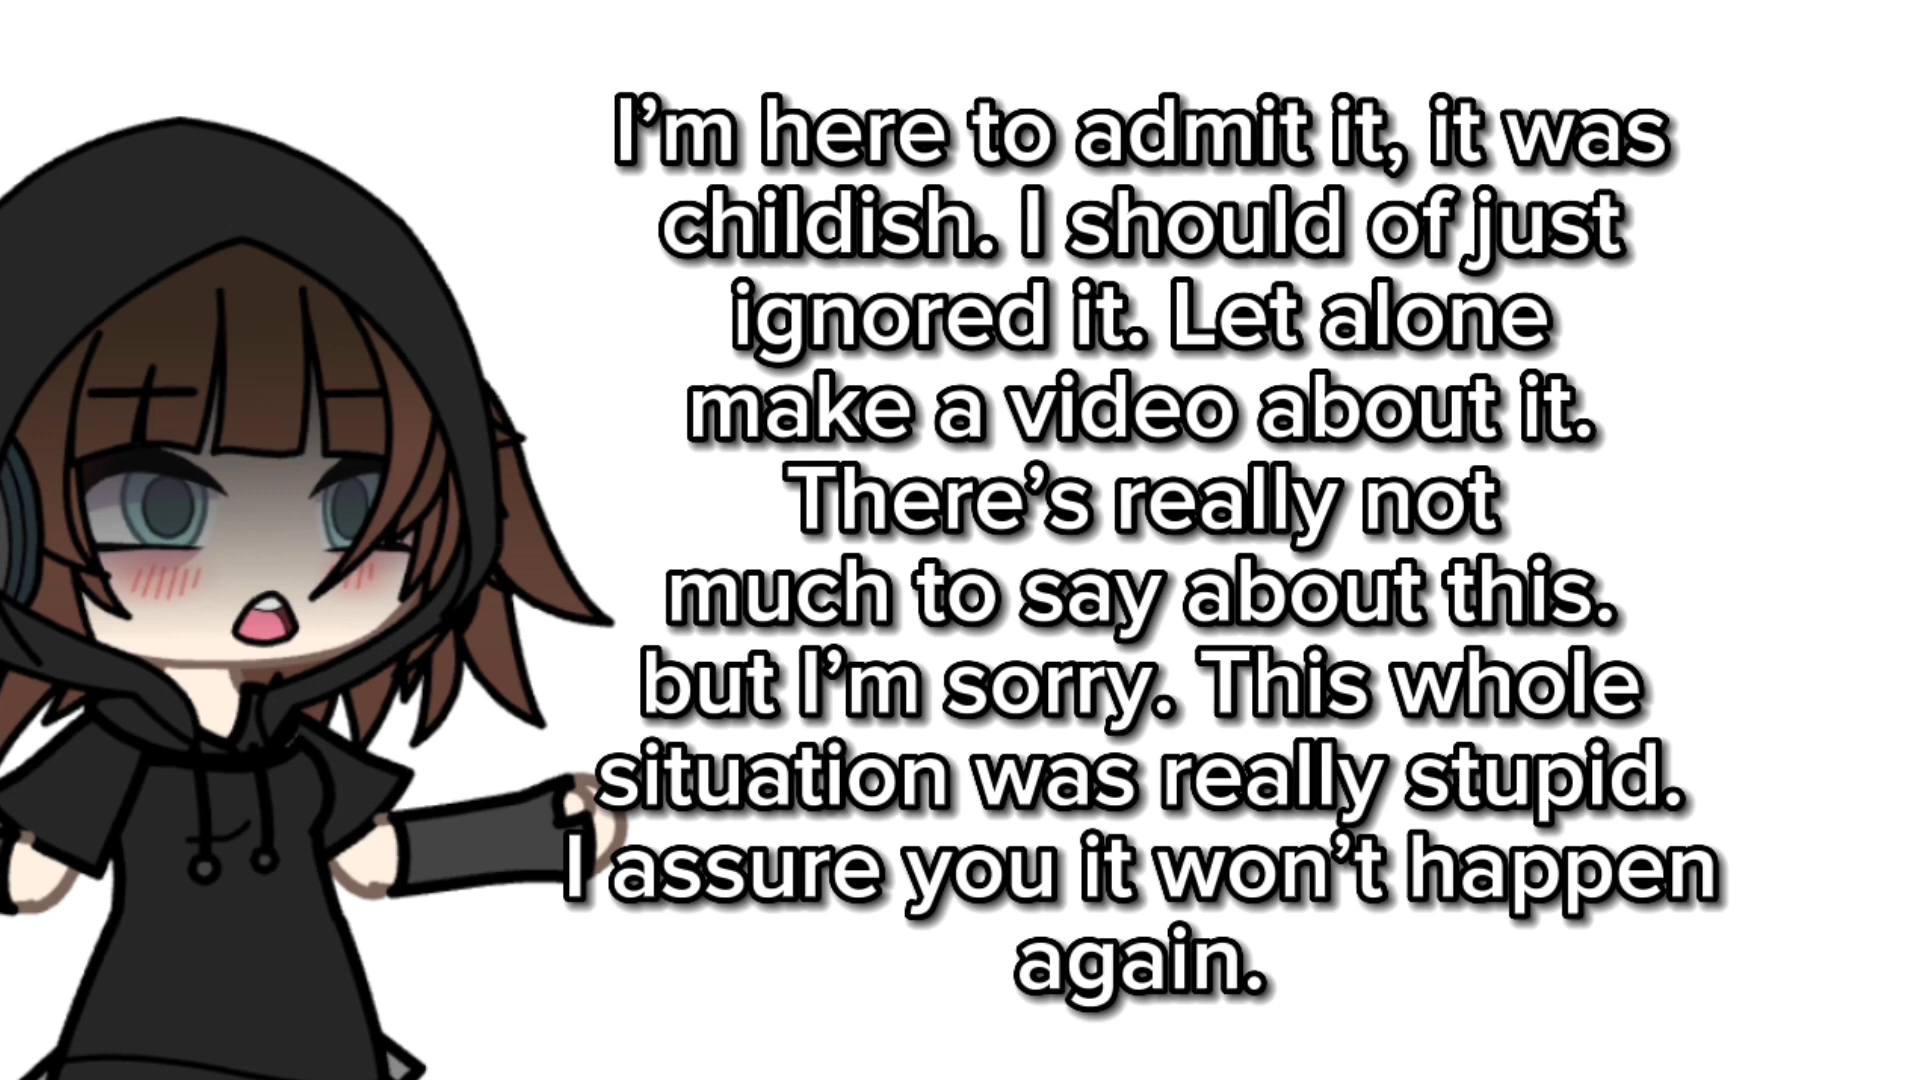 I’m here to admit it, it was
childish. I should of just
ignored it. Let alone
make a video about it.
There’s really not
much to say about this.
but I’m sorry. This whole
situation was really stupid.
I assure you it won’t happen
again.